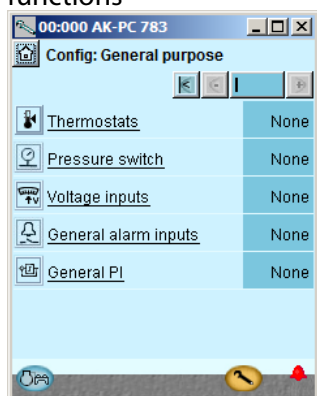 functions
00:000 AK-PC 783
Config: General purpose
Thermostats None
Pressure switch None
Voltage inputs None
General alarm inputs None
General PI None